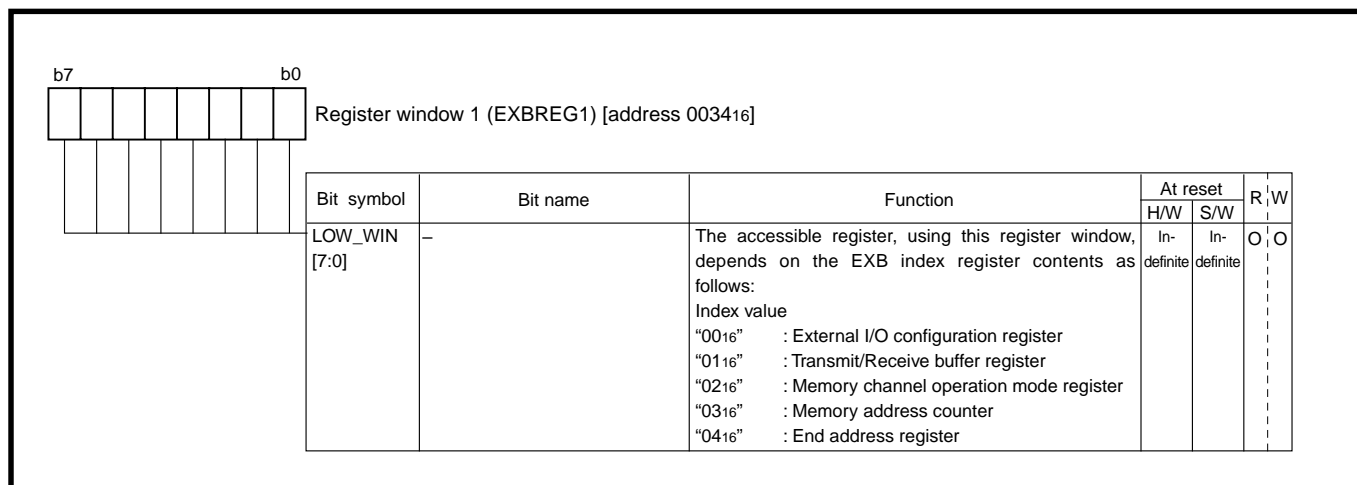 b7 b0
Register window 1 (EXBREG1) [address 003416]
Bit symbol Bit name Function At reset R W
H/W S/W
LOW_WIN – The accessible register, using this register window, In- In- O O
[7:0] depends on the EXB index register contents as definite definite
follows:
Index value
“0016” : External I/O configuration register
“0116” : Transmit/Receive buffer register
“0216” : Memory channel operation mode register
“0316” : Memory address counter
“0416” : End address register